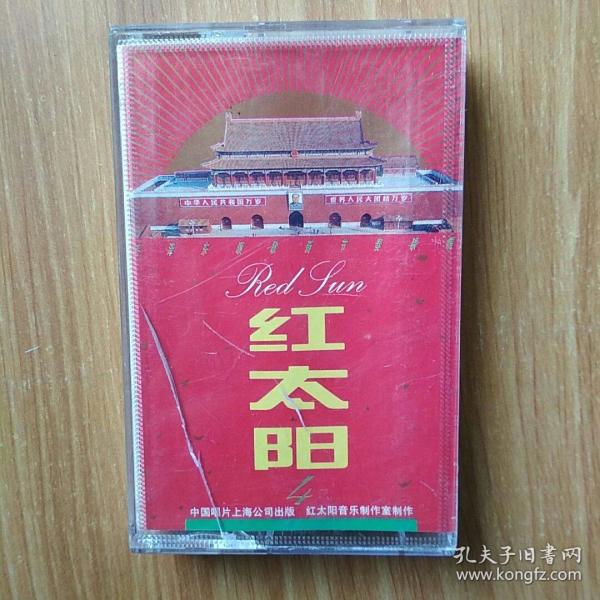 中华人民共和国万岁 世界人民大团结万岁
Red Sun
红
太
阳
4
中国唱片上海公司出版 红太阳音乐制作室制作
孔夫子旧書网
www.kongfz.com